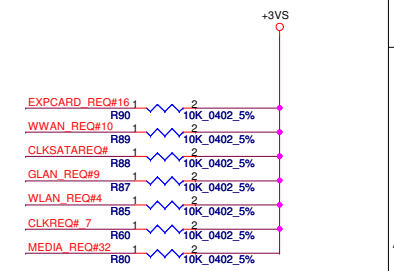 +3VS
EXPCARD_REQ#16 1 2
R90 10K_0402_5%
WWAN_REQ#10 1 2
R89 10K_0402_5%
CLKSATAREQ# 1 2
R88 10K_0402_5%
GLAN_REQ#9 1 2
R87 10K_0402_5%
WLAN_REQ#4 1 2
R85 10K_0402_5%
CLKREQ#_7 1 2
R60 10K_0402_5%
MEDIA_REQ#32 1 2
R80 10K_0402_5%